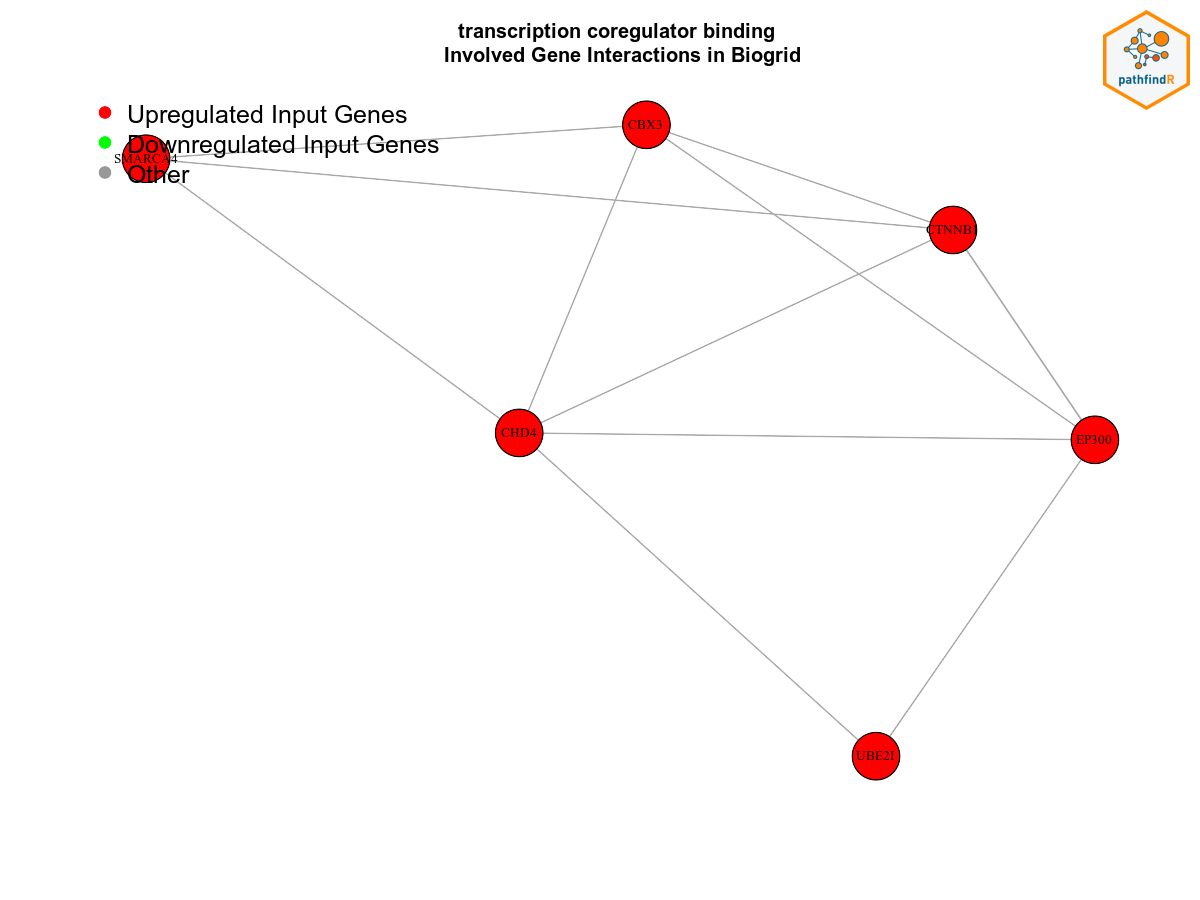 transcription coregulator binding
Involved Gene Interactions in Biogrid
pathfindR
Upregulated Input Genes
Downregulated Input Genes
Other
SMARCA4
CBX3
CTNNB1
CHD4
EP300
UBE2I